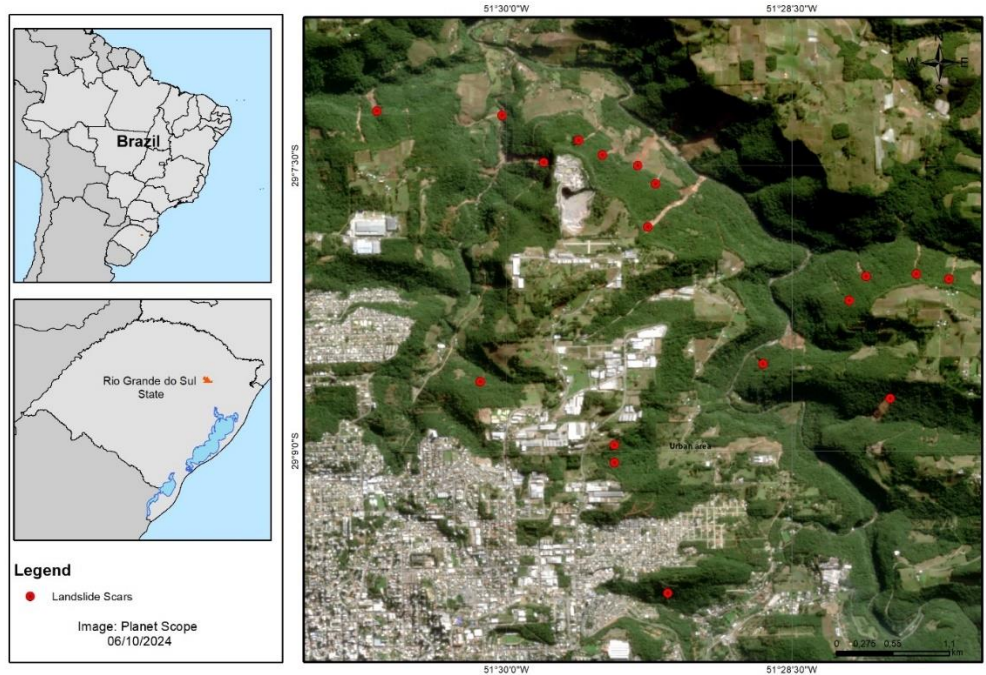 Brazil
Rio Grande do Sul
State
Legend
Landslide Scars
Image: Planet Scope
06/10/2024
51°30'0"W
51°28'30"W
29°7'30"S
29°9'0"S
N
W
E
S
Urban area
0
0,275
0,55
1,1
km
51°30'0"W
51°28'30"W